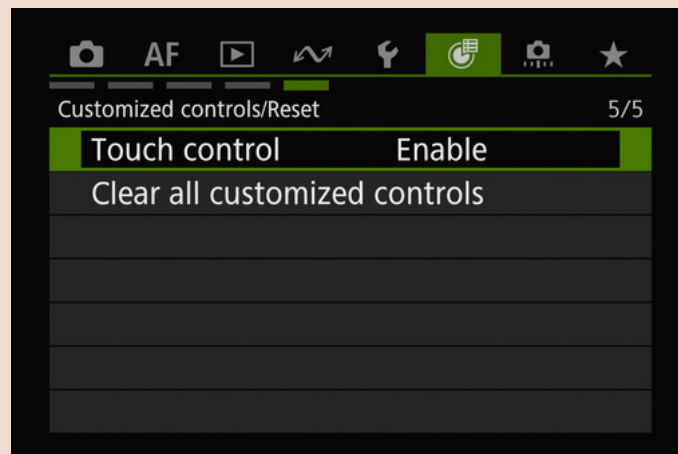 AF
Customized controls/Reset 5/5
Touch control Enable
Clear all customized controls